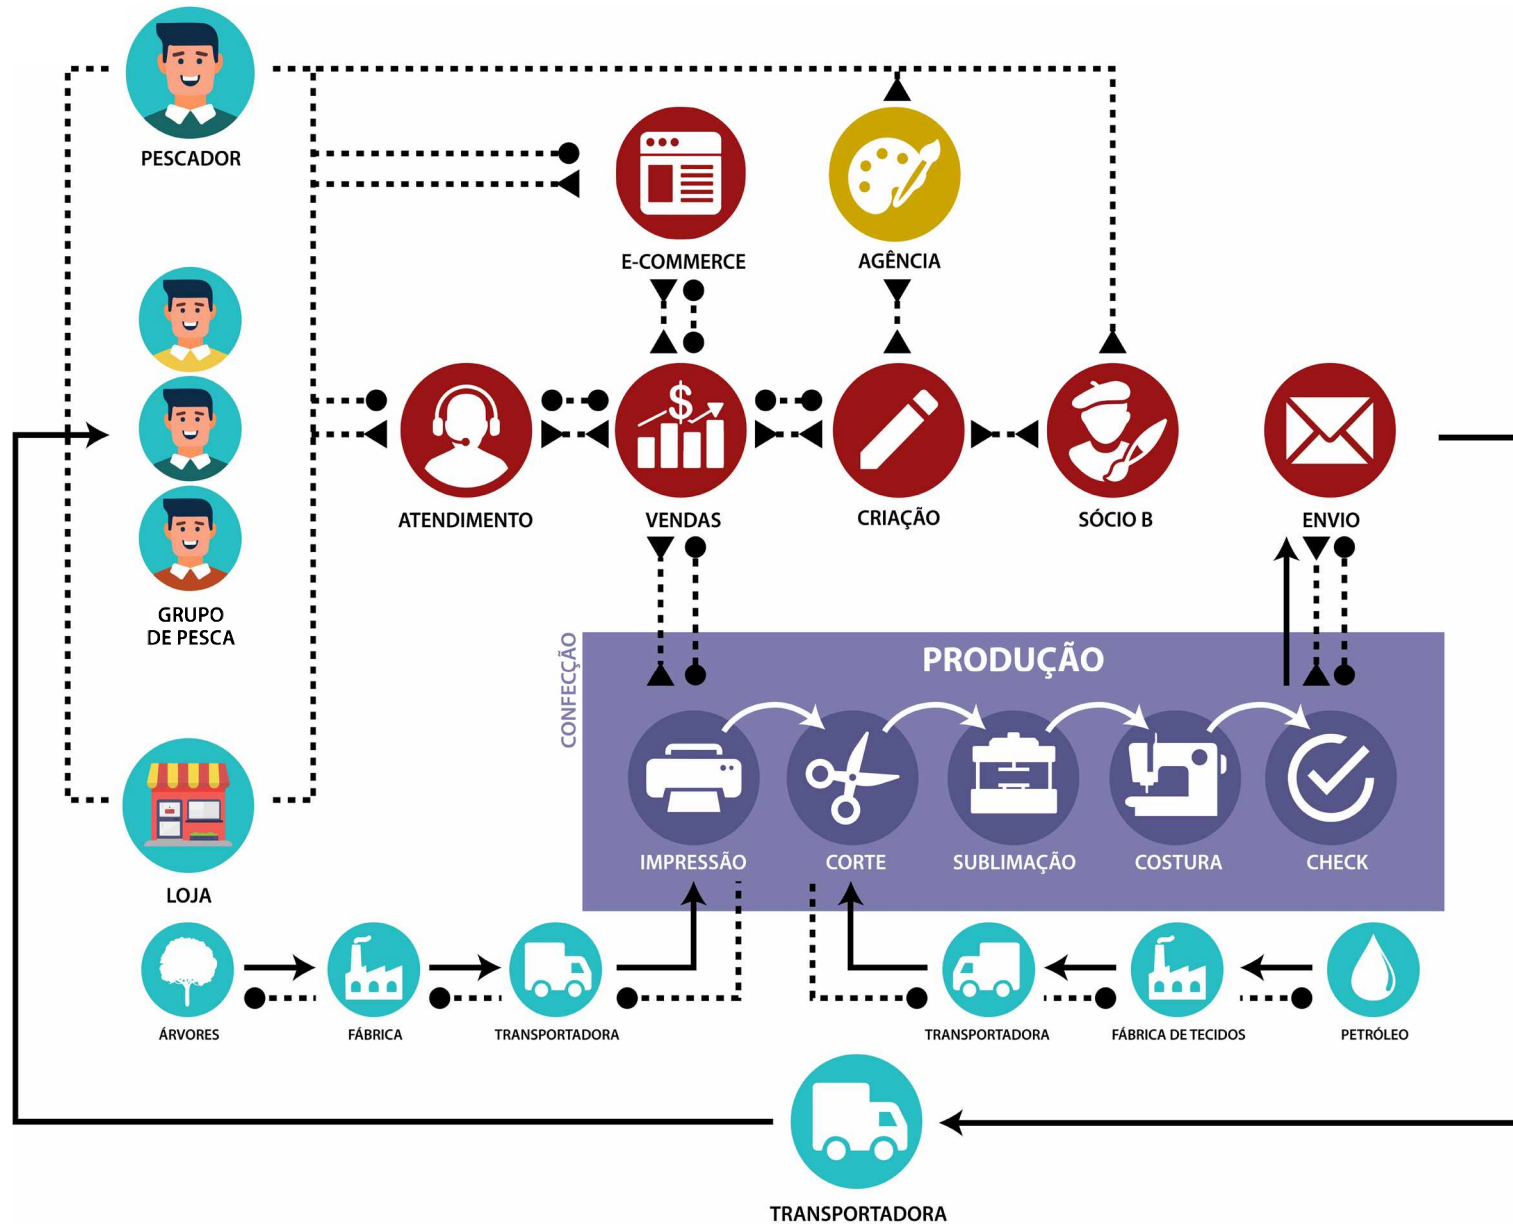 PESCADOR
E-COMMERCE
AGÊNCIA
$
ATENDIMENTO
VENDAS
CRIAÇÃO
SÓCIO B
ENVIO
GRUPO
DE PESCA
CONFECÇÃO
PRODUÇÃO
IMPRESSÃO
CORTE
SUBLIMAÇÃO
COSTURA
CHECK
LOJA
ÁRVORES
FÁBRICA
TRANSPORTADORA
TRANSPORTADORA
FÁBRICA DE TECIDOS
PETRÓLEO
TRANSPORTADORA